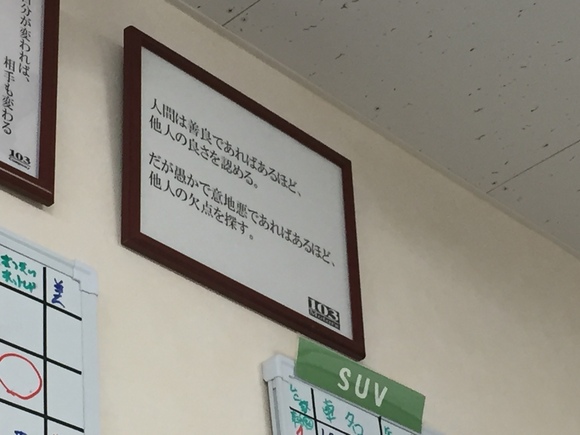 分が変われば、
相手も変わる
103
人間は善良であればあるほど、
他人の良さを認める。
だが愚かで意地悪であればあるほど、
他人の欠点を探す。
103
SUV